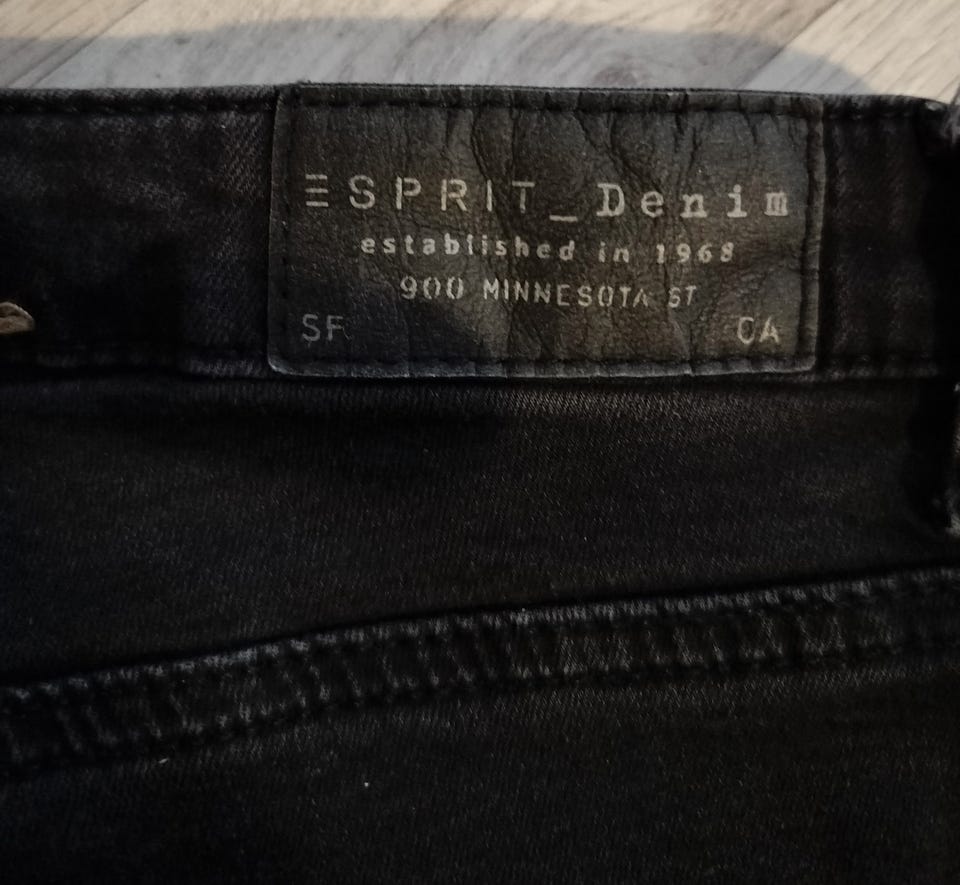 ESPRIT_Denim
established in 1968
900 MINNESOTA ST
SF CA